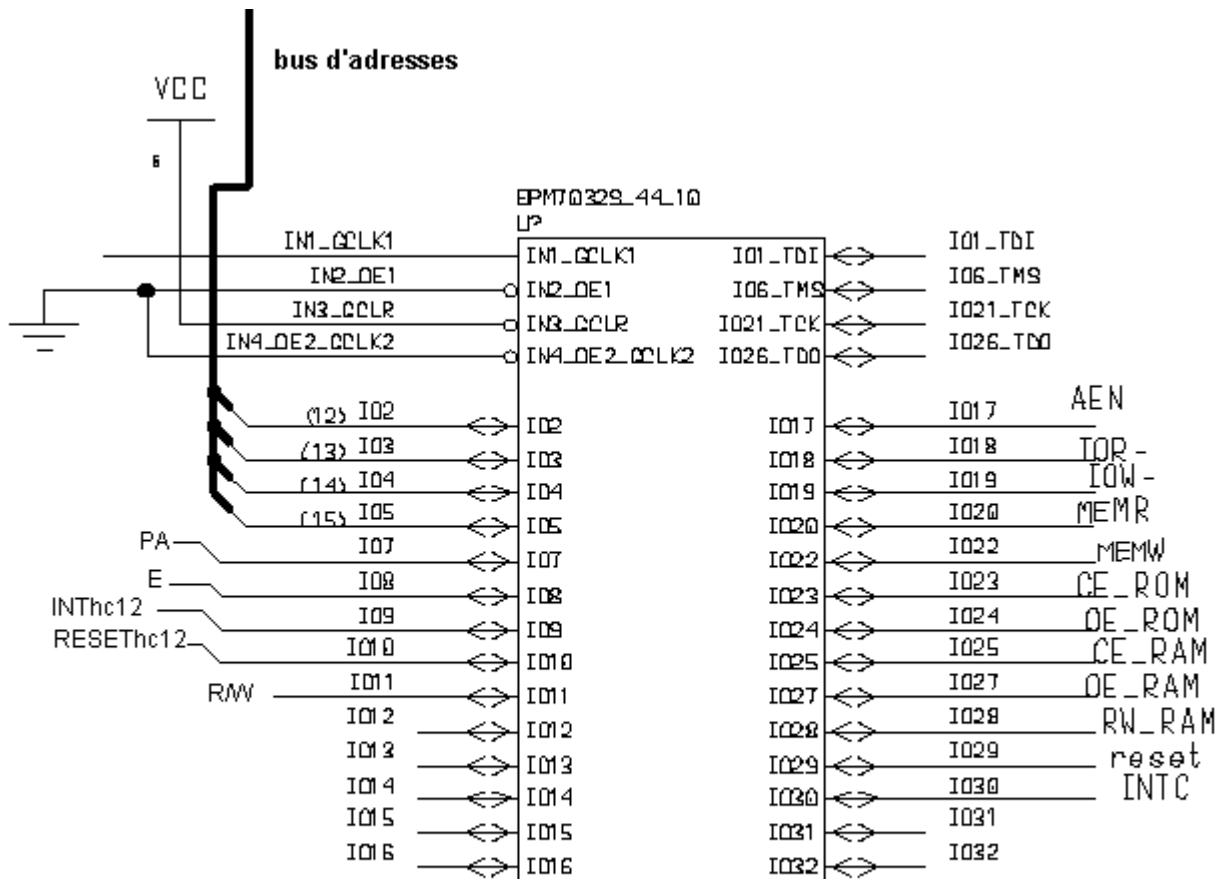 bus d'adresses
VCC
6
EPM7032S_44_10
U?
IN1_GCLK1
IN1_GCLK1
IO1_TDI
IO1_TDI
IN2_OE1
IN2_OE1
IO6_TMS
IO6_TMS
IN3_GCLR
IN3_GCLR
IO21_TCK
IO21_TCK
IN4_OE2_GCLK2
IN4_OE2_GCLK2
IO26_TDO
IO26_TDO
(12) IO2
IO2
IO17
IO17
AEN
(13) IO3
IO3
IO18
IO18
IOR-
(14) IO4
IO4
IO19
IO19
IOW-
(15) IO5
IO5
IO20
IO20
MEMR
PA
IO7
IO7
IO22
IO22
MEMW
E
IO8
IO8
IO23
IO23
CE_ROM
INThc12
IO9
IO9
IO24
IO24
OE_ROM
RESEThc12
IO10
IO10
IO25
IO25
CE_RAM
R/W
IO11
IO11
IO27
IO27
OE_RAM
IO12
IO12
IO28
IO28
RW_RAM
IO13
IO13
IO29
IO29
reset
IO14
IO14
IO30
IO30
INTC
IO15
IO15
IO31
IO31
IO16
IO16
IO32
IO32